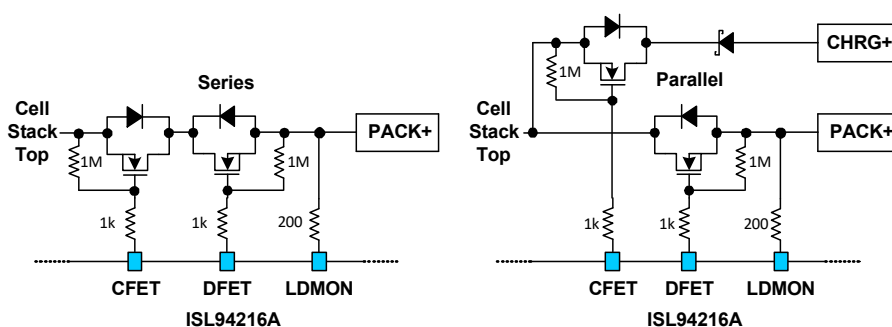 Series
Cell
Stack
Top
1M
1M
PACK+
1k
1k
200
CFET
DFET
LDMON
ISL94216A
CHRG+
1M
Parallel
Cell
Stack
Top
PACK+
1M
1k
1k
200
CFET
DFET
LDMON
ISL94216A